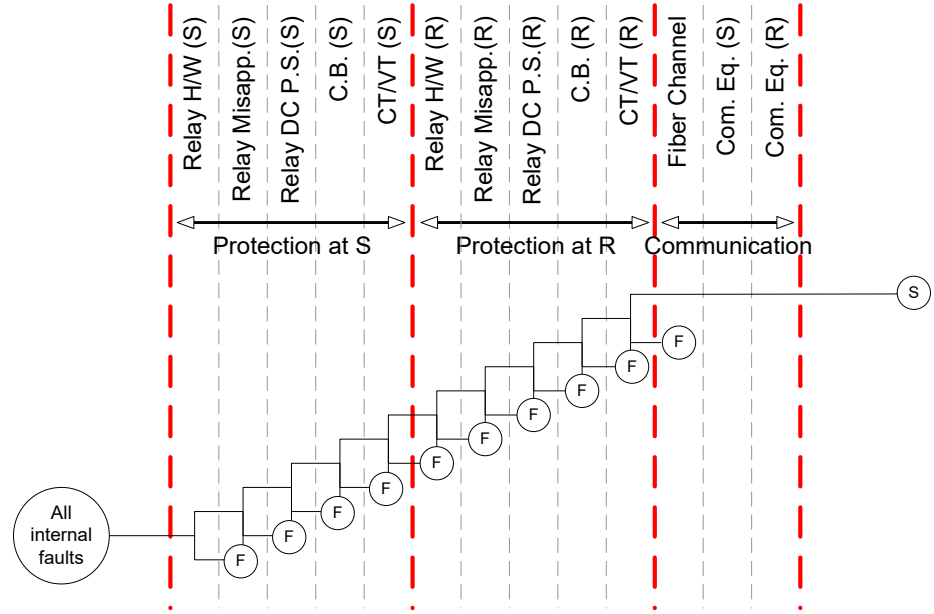 Relay H/W (S)
Relay Misapp.(S)
Relay DC P.S.(S)
C.B. (S)
CT/VT (S)
Relay H/W (R)
Relay Misapp.(R)
Relay DC P.S.(R)
C.B. (R)
CT/VT (R)
Fiber Channel
Com. Eq. (S)
Com. Eq. (R)
Protection at S
Protection at R
Communication
S
F
F
F
F
F
F
F
F
F
F
F
All
internal
faults